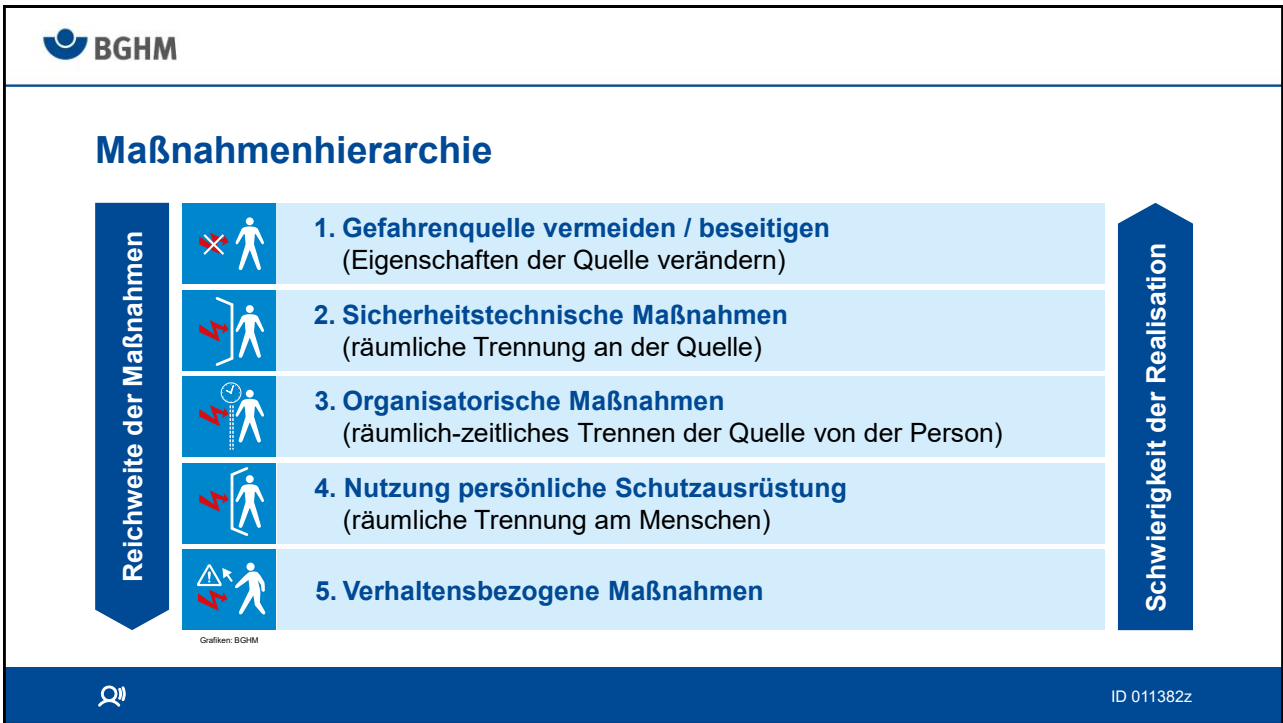 BGHM
Maßnahmenhierarchie
Reichweite der Maßnahmen
1. Gefahrenquelle vermeiden / beseitigen
(Eigenschaften der Quelle verändern)
2. Sicherheitstechnische Maßnahmen
(räumliche Trennung an der Quelle)
3. Organisatorische Maßnahmen
(räumlich-zeitliches Trennen der Quelle von der Person)
4. Nutzung persönliche Schutzausrüstung
(räumliche Trennung am Menschen)
5. Verhaltensbezogene Maßnahmen
Schwierigkeit der Realisation
Grafiken: BGHM
ID 011382z